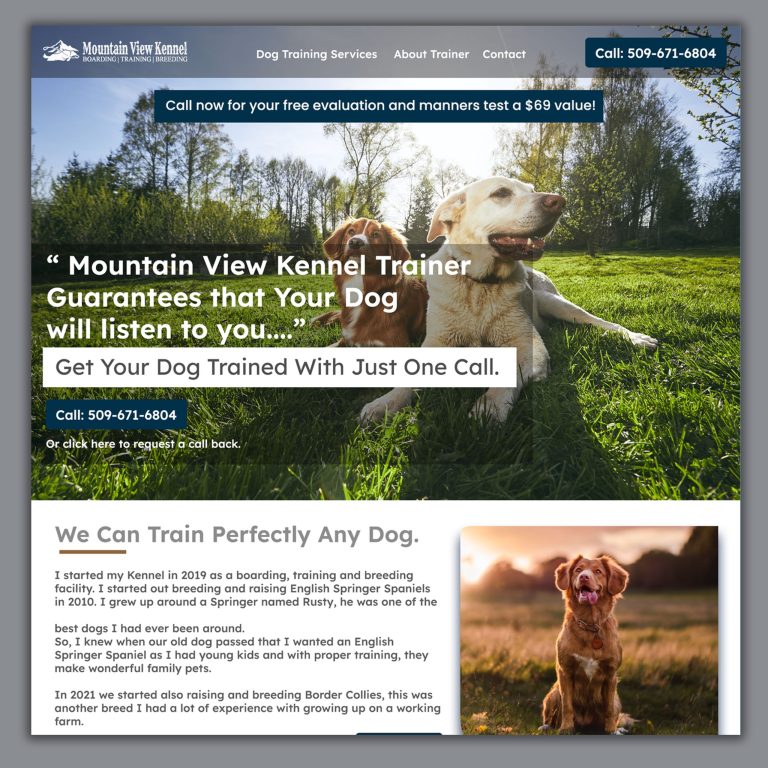 Mountain View Kennel
BOARDING | TRAINING | BREEDING
Dog Training Services
About Trainer
Contact
Call: 509-671-6804
Call now for your free evaluation and manners test a $69 value!
“ Mountain View Kennel Trainer
Guarantees that Your Dog
will listen to you....”
Get Your Dog Trained With Just One Call.
Call: 509-671-6804
Or click here to request a call back.
We Can Train Perfectly Any Dog.
I started my Kennel in 2019 as a boarding, training and breeding
facility. I started out breeding and raising English Springer Spaniels
in 2010. I grew up around a Springer named Rusty, he was one of the
best dogs I had ever been around.
So, I knew when our old dog passed that I wanted an English
Springer Spaniel as I had young kids and with proper training, they
make wonderful family pets.
In 2021 we started also raising and breeding Border Collies, this was
another breed I had a lot of experience with growing up on a working
farm.